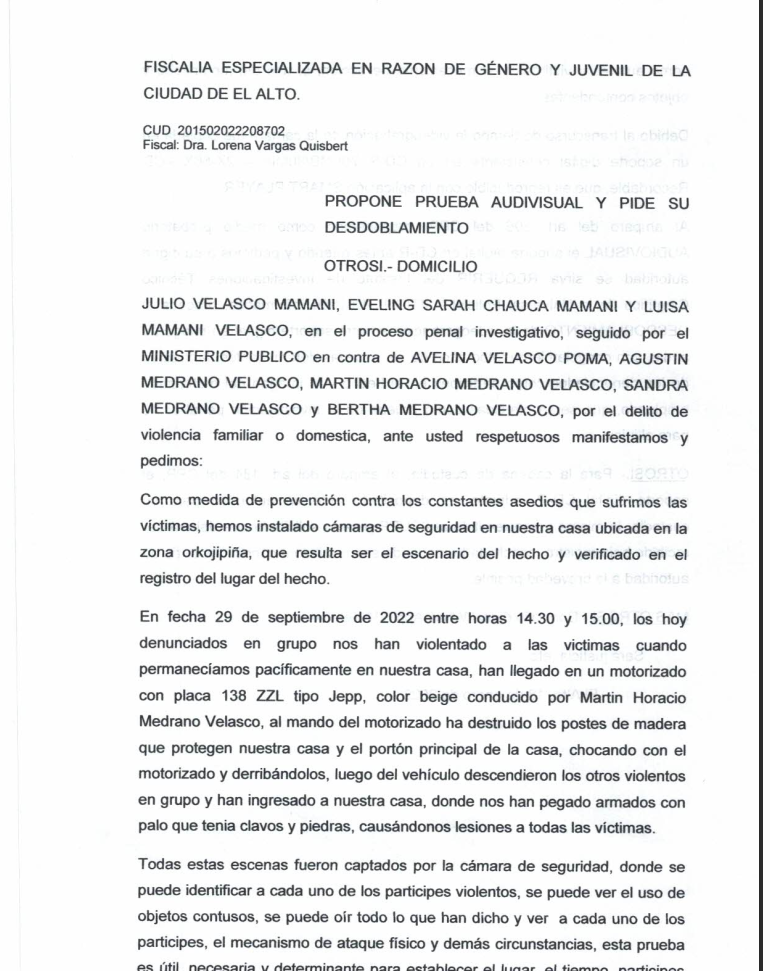 FISCALIA ESPECIALIZADA EN RAZON DE GÉNERO Y JUVENIL DE LA
CIUDAD DE EL ALTO.
CUD 201502022208702
Fiscal: Dra. Lorena Vargas Quisbert
PROPONE PRUEBA AUDIVISUAL Y PIDE SU
DESDOBLAMIENTO
OTROSI.- DOMICILIO
JULIO VELASCO MAMANI, EVELING SARAH CHAUCA MAMANI Y LUISA
MAMANI VELASCO, en el proceso penal investigativo, seguido por el
MINISTERIO PUBLICO en contra de AVELINA VELASCO POMA, AGUSTIN
MEDRANO VELASCO, MARTIN HORACIO MEDRANO VELASCO, SANDRA
MEDRANO VELASCO y BERTHA MEDRANO VELASCO, por el delito de
violencia familiar o domestica, ante usted respetuosos manifestamos y
pedimos:
Como medida de prevención contra los constantes asedios que sufrimos las
víctimas, hemos instalado cámaras de seguridad en nuestra casa ubicada en la
zona orkojipiña, que resulta ser el escenario del hecho y verificado en el
registro del lugar del hecho.
En fecha 29 de septiembre de 2022 entre horas 14.30 y 15.00, los hoy
denunciados en grupo nos han violentado a las victimas cuando
permanecíamos pacíficamente en nuestra casa, han llegado en un motorizado
con placa 138 ZZL tipo Jepp, color beige conducido por Martin Horacio
Medrano Velasco, al mando del motorizado ha destruido los postes de madera
que protegen nuestra casa y el portón principal de la casa, chocando con el
motorizado y derribándolos, luego del vehículo descendieron los otros violentos
en grupo y han ingresado a nuestra casa, donde nos han pegado armados con
palo que tenia clavos y piedras, causándonos lesiones a todas las víctimas.
Todas estas escenas fueron captados por la cámara de seguridad, donde se
puede identificar a cada uno de los participes violentos, se puede ver el uso de
objetos contusos, se puede oír todo lo que han dicho y ver a cada uno de los
participes, el mecanismo de ataque físico y demás circunstancias, esta prueba
es útil, necesaria y determinante para establecer el lugar, el tiempo, participes